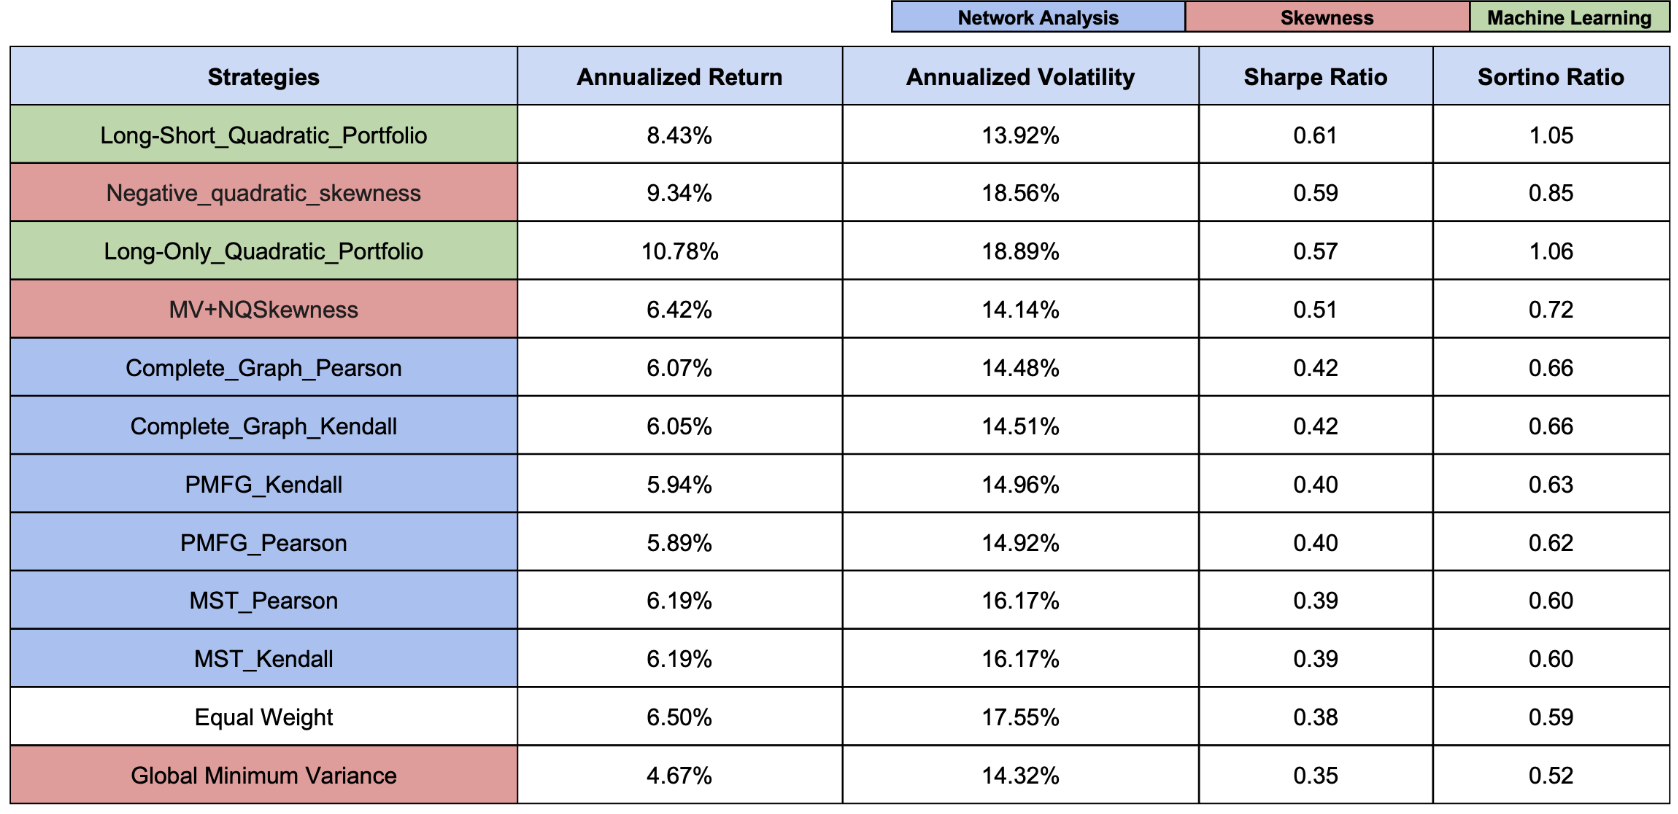 Network Analysis Skewness Machine Learning
Strategies Annualized Return Annualized Volatility Sharpe Ratio Sortino Ratio
Long-Short_Quadratic_Portfolio 8.43% 13.92% 0.61 1.05
Negative_quadratic_skewness 9.34% 18.56% 0.59 0.85
Long-Only_Quadratic_Portfolio 10.78% 18.89% 0.57 1.06
MV+NQSkewness 6.42% 14.14% 0.51 0.72
Complete_Graph_Pearson 6.07% 14.48% 0.42 0.66
Complete_Graph_Kendall 6.05% 14.51% 0.42 0.66
PMFG_Kendall 5.94% 14.96% 0.40 0.63
PMFG_Pearson 5.89% 14.92% 0.40 0.62
MST_Pearson 6.19% 16.17% 0.39 0.60
MST_Kendall 6.19% 16.17% 0.39 0.60
Equal Weight 6.50% 17.55% 0.38 0.59
Global Minimum Variance 4.67% 14.32% 0.35 0.52